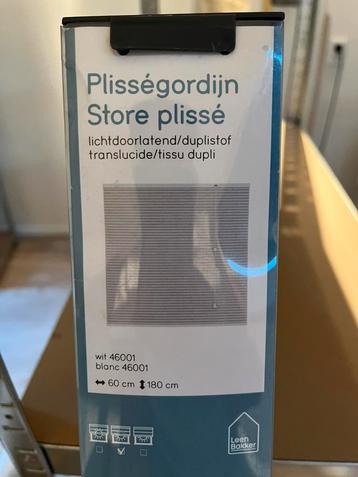 Plisségordijn
Store plissé
lichtdoorlatend/duplistof
translucide/tissu dupli
wit 46001
blanc 46001
60 cm 180 cm
Leen
Bakker